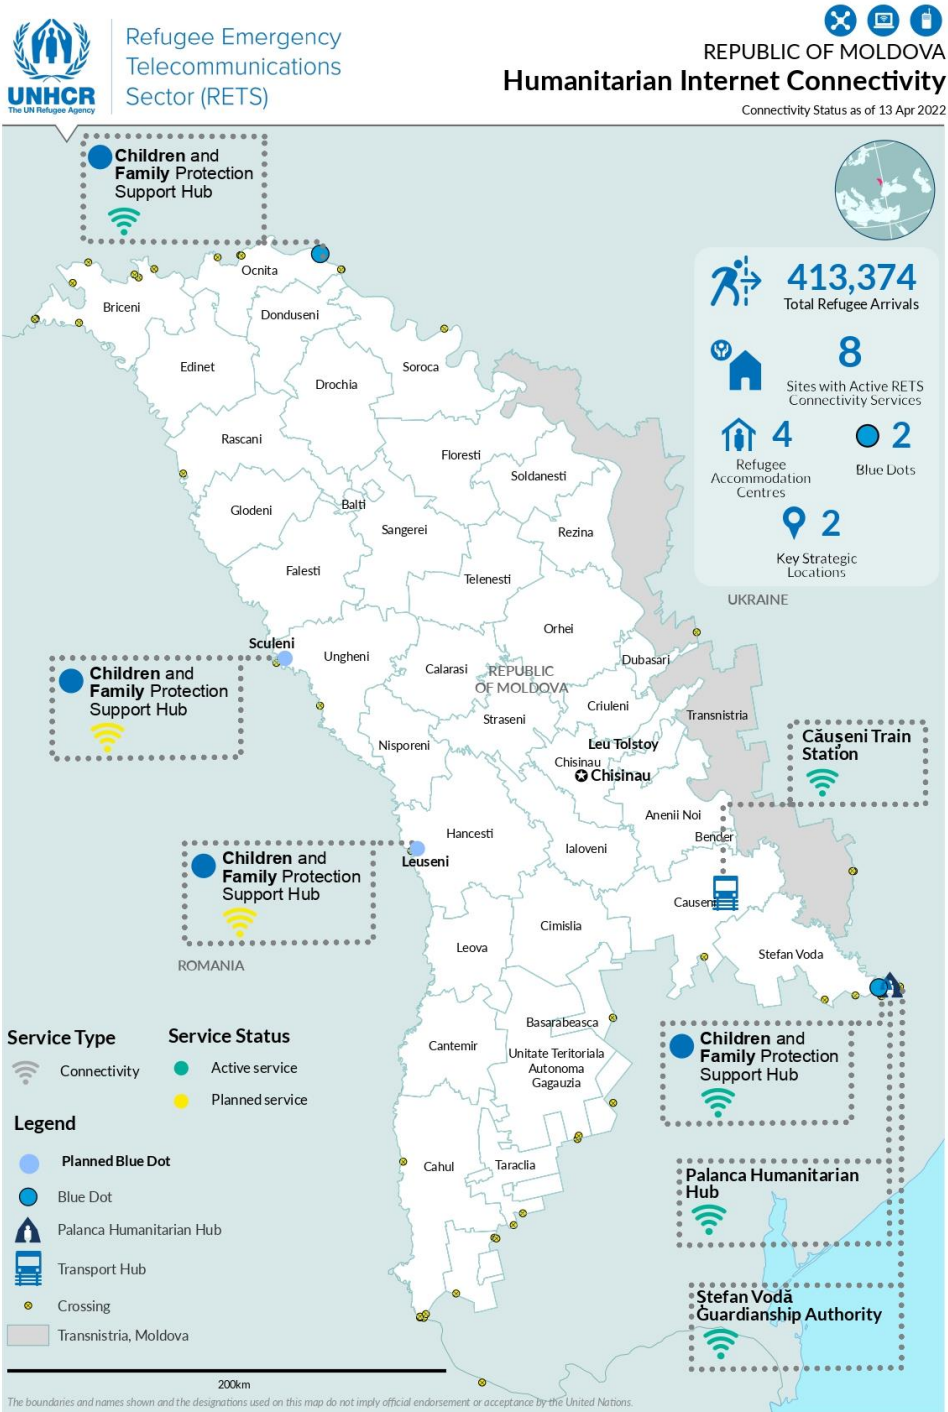 UNHCR
The UN Refugee Agency
Refugee Emergency
Telecommunications
Sector (RETS)
REPUBLIC OF MOLDOVA
Humanitarian Internet Connectivity
Connectivity Status as of 13 Apr 2022
Children and
Family Protection
Support Hub
413,374
Total Refugee Arrivals
8
Sites with Active RETS
Connectivity Services
4
Refugee
Accommodation
Centres
2
Blue Dots
2
Key Strategic
Locations
Ocnita
Briceni
Donduseni
Edinet
Drochia
Soroca
Rascani
Floresti
Soldanesti
Glodeni
Balti
Sangerei
Rezina
Falesti
Telenesti
UKRAINE
Orhei
Sculeni
Ungheni
Calarasi
REPUBLIC
OF MOLDOVA
Dubasari
Children and
Family Protection
Support Hub
Criuleni
Straseni
Transnistria
Nisporeni
Leu Tolstoy
Chisinau
Chisinau
Căușeni Train
Station
Anenii Noi
Hancesti
Bender
Ialoveni
Leuseni
Children and
Family Protection
Support Hub
Causeni
Cimislia
Leova
Stefan Voda
ROMANIA
Basarabeasca
Cantemir
Unitate Teritoriala
Autonoma
Gagauzia
Children and
Family Protection
Support Hub
Cahul
Taraclia
Palanca Humanitarian
Hub
Ștefan Vodă
Guardianship Authority
Service Type
Connectivity
Service Status
Active service
Planned service
Legend
Planned Blue Dot
Blue Dot
Palanca Humanitarian Hub
Transport Hub
Crossing
Transnistria, Moldova
200km
The boundaries and names shown and the designations used on this map do not imply official endorsement or acceptance by the United Nations.